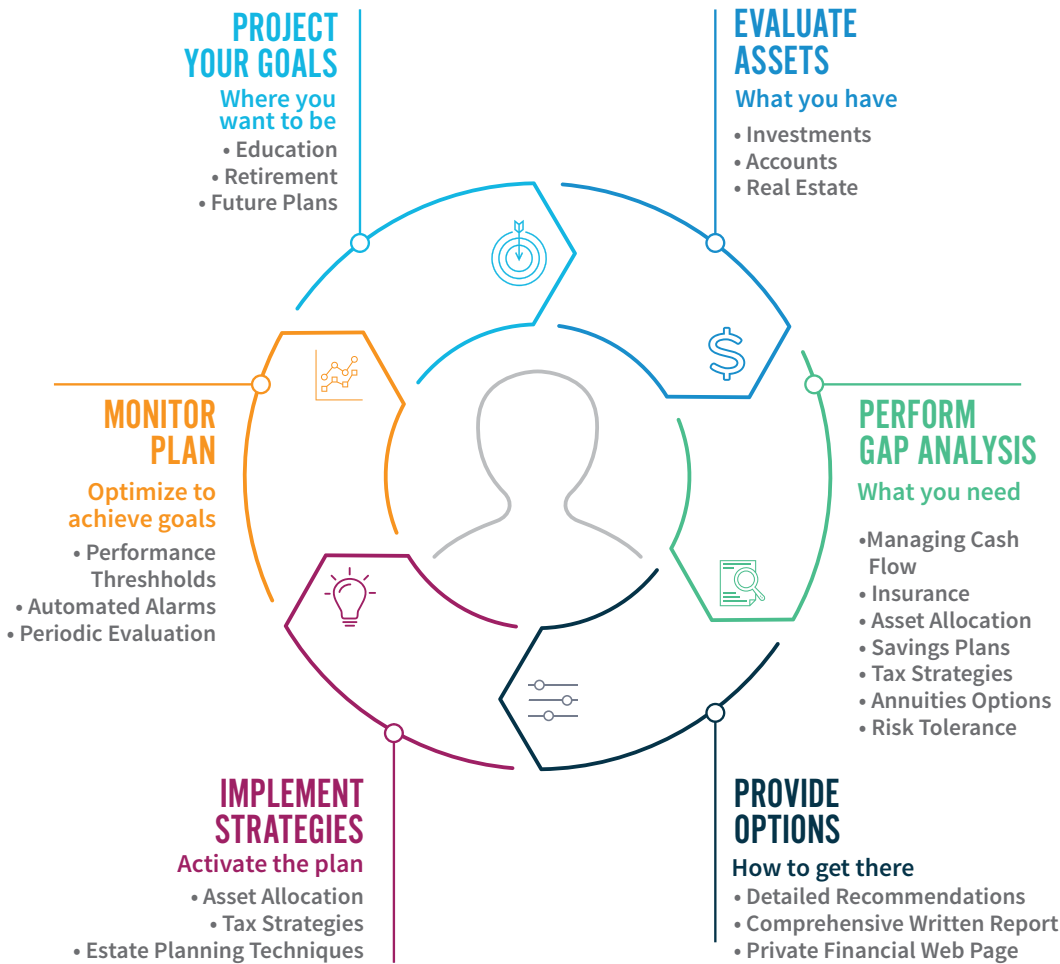 PROJECT
YOUR GOALS
Where you
want to be
• Education
• Retirement
• Future Plans
EVALUATE
ASSETS
What you have
• Investments
• Accounts
• Real Estate
$
PERFORM
GAP ANALYSIS
What you need
•Managing Cash
Flow
• Insurance
• Asset Allocation
• Savings Plans
• Tax Strategies
• Annuities Options
• Risk Tolerance
PROVIDE
OPTIONS
How to get there
• Detailed Recommendations
• Comprehensive Written Report
• Private Financial Web Page
IMPLEMENT
STRATEGIES
Activate the plan
• Asset Allocation
• Tax Strategies
• Estate Planning Techniques
MONITOR
PLAN
Optimize to
achieve goals
• Performance
Threshholds
• Automated Alarms
• Periodic Evaluation